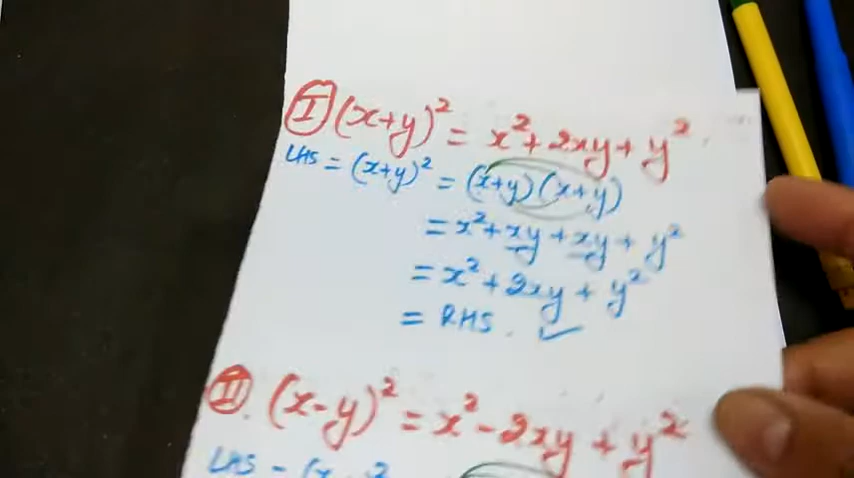 I (x+y)² = x² + 2xy + y².
LHS = (x+y)² = (x+y)(x+y)
= x² + xy + xy + y²
= x² + 2xy + y²
= RHS.
II. (x-y)² = x² - 2xy + y²
LHS =